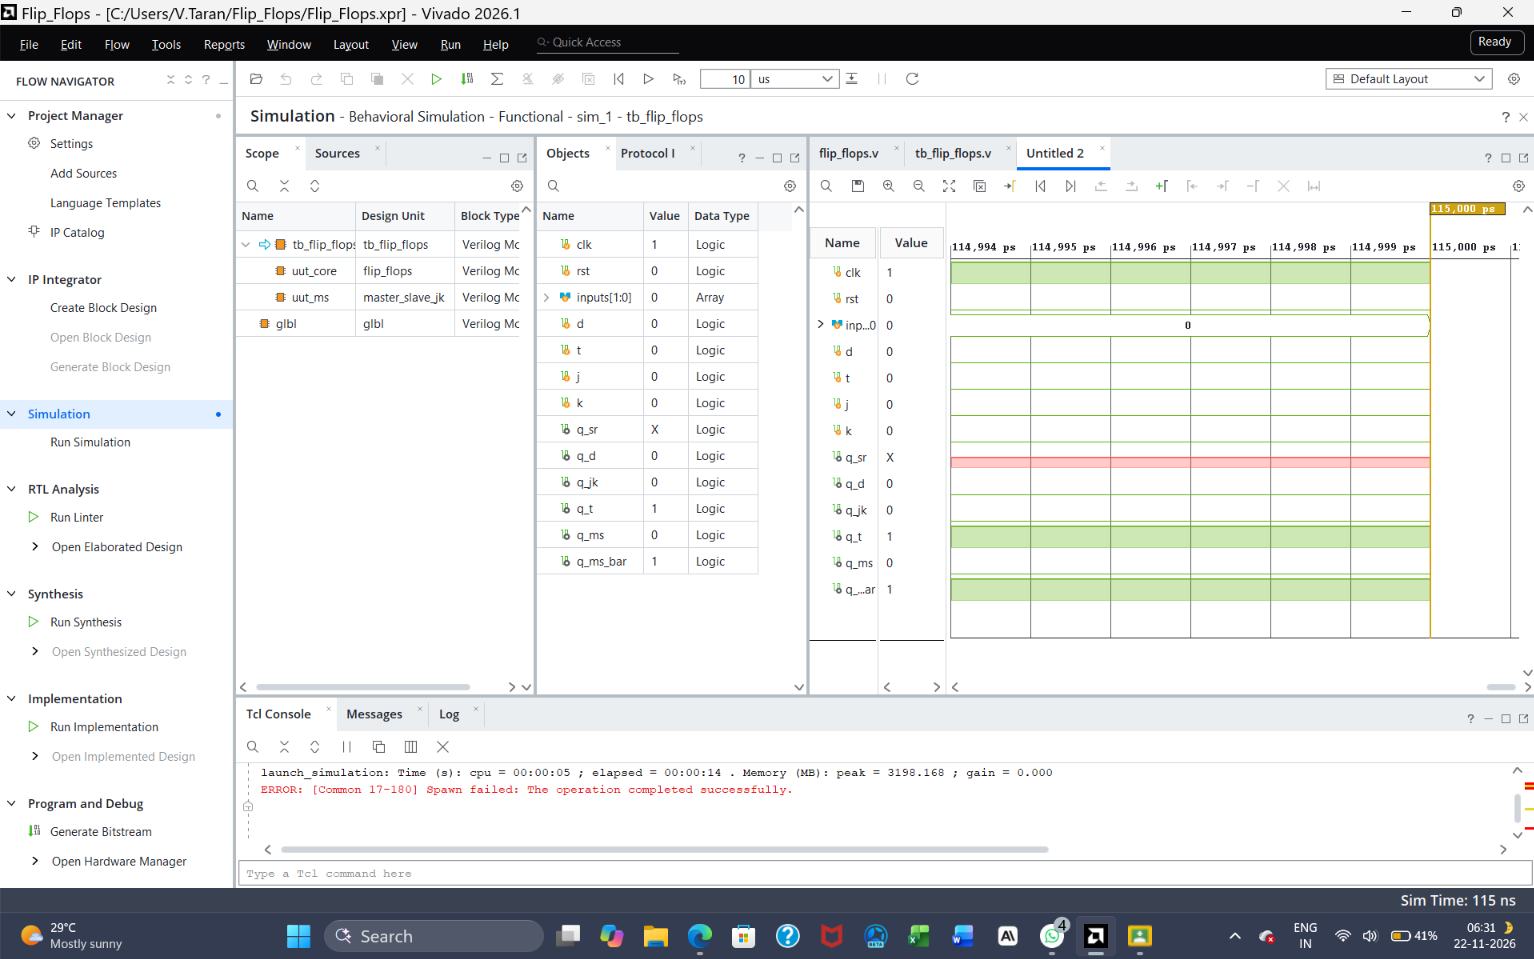 Flip_Flops - [C:/Users/V.Taran/Flip_Flops/Flip_Flops.xpr] - Vivado 2026.1
File Edit Flow Tools Reports Window Layout View Run Help Quick Access Ready
FLOW NAVIGATOR
10 us
Default Layout
Project Manager
Settings
Add Sources
Language Templates
IP Catalog
IP Integrator
Create Block Design
Open Block Design
Generate Block Design
Simulation
Run Simulation
RTL Analysis
Run Linter
Open Elaborated Design
Synthesis
Run Synthesis
Open Synthesized Design
Implementation
Run Implementation
Open Implemented Design
Program and Debug
Generate Bitstream
Open Hardware Manager
Simulation - Behavioral Simulation - Functional - sim_1 - tb_flip_flops
Scope Sources
Name Design Unit Block Type
tb_flip_flops tb_flip_flops Verilog Mc
uut_core flip_flops Verilog Mc
uut_ms master_slave_jk Verilog Mc
glbl glbl Verilog Mc
Objects Protocol I
Name Value Data Type
clk 1 Logic
rst 0 Logic
inputs[1:0] 0 Array
d 0 Logic
t 0 Logic
j 0 Logic
k 0 Logic
q_sr X Logic
q_d 0 Logic
q_jk 0 Logic
q_t 1 Logic
q_ms 0 Logic
q_ms_bar 1 Logic
flip_flops.v tb_flip_flops.v Untitled 2
115,000 ps
Name Value
114,994 ps 114,995 ps 114,996 ps 114,997 ps 114,998 ps 114,999 ps 115,000 ps
clk 1
rst 0
inp...0 0 0
d 0
t 0
j 0
k 0
q_sr X
q_d 0
q_jk 0
q_t 1
q_ms 0
q_...ar 1
Tcl Console Messages Log
launch_simulation: Time (s): cpu = 00:00:05 ; elapsed = 00:00:14 . Memory (MB): peak = 3198.168 ; gain = 0.000
ERROR: [Common 17-180] Spawn failed: The operation completed successfully.
Type a Tcl command here
Sim Time: 115 ns
29°C
Mostly sunny
Search
BETA
4
ENG
IN
41%
06:31
22-11-2026